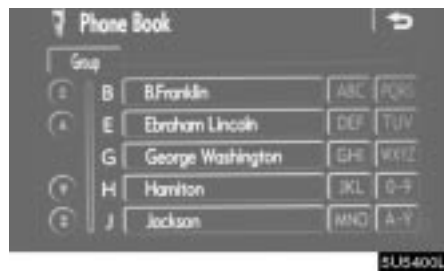 Phone Book
Group
B B.Franklin ABC PQRS
E Ebraham Lincoln DEF TUV
G George Washington GHI WXYZ
H Hamilton JKL 0-9
J Jackson MNO A-Y
SUS400L